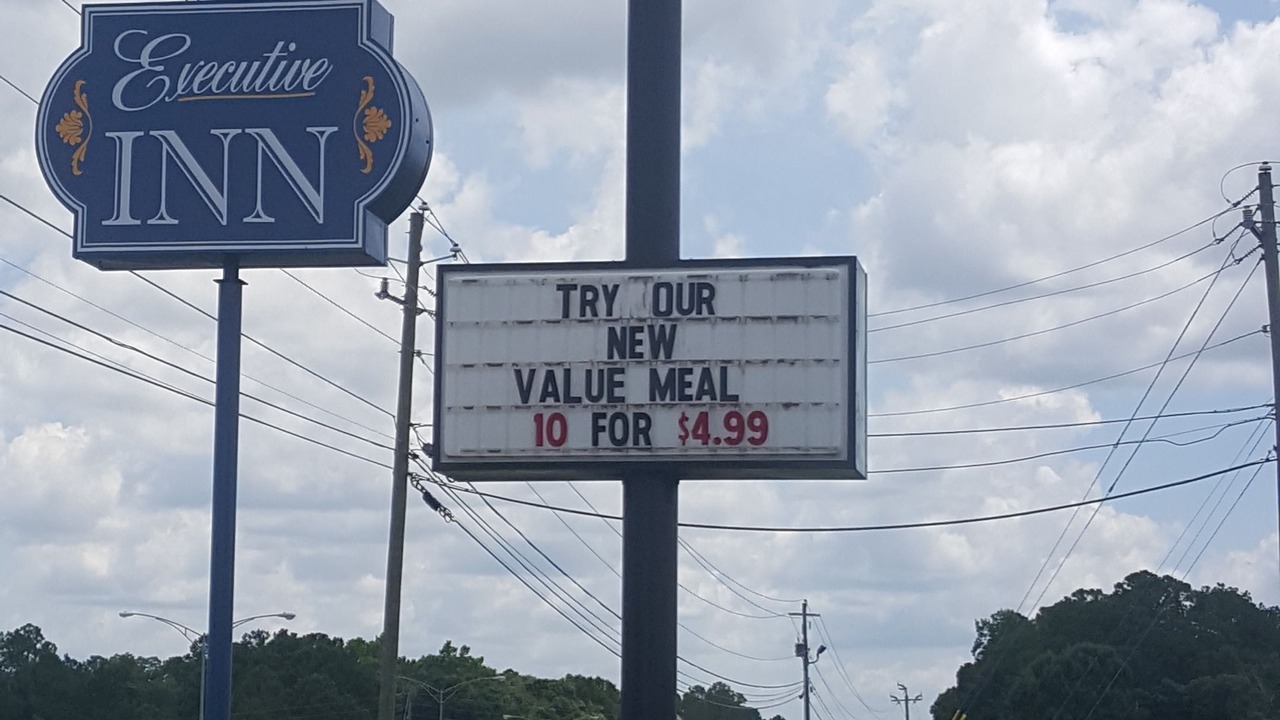 Executive
INN
TRY OUR
NEW
VALUE MEAL
10 FOR $4.99